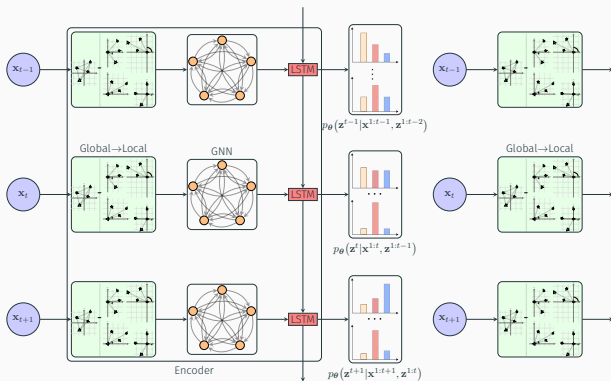 x_{t−1}
LSTM
x_{t−1}
p_θ(z^{t−1}|x^{1:t−1}, z^{1:t−2})
Global→Local
GNN
Global→Local
x_t
LSTM
x_t
p_θ(z^t|x^{1:t}, z^{1:t−1})
x_{t+1}
LSTM
x_{t+1}
Encoder
p_θ(z^{t+1}|x^{1:t+1}, z^{1:t})